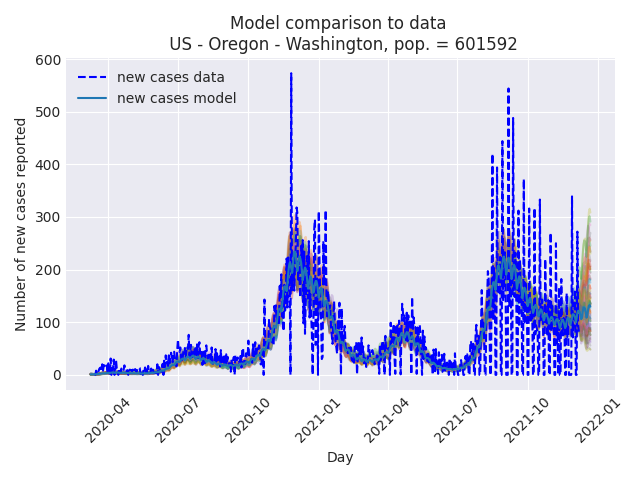 Model comparison to data
US - Oregon - Washington, pop. = 601592
600
500
400
300
200
100
0
Number of new cases reported
new cases data
new cases model
2020-04
2020-07
2020-10
2021-01
2021-04
2021-07
2021-10
2022-01
Day